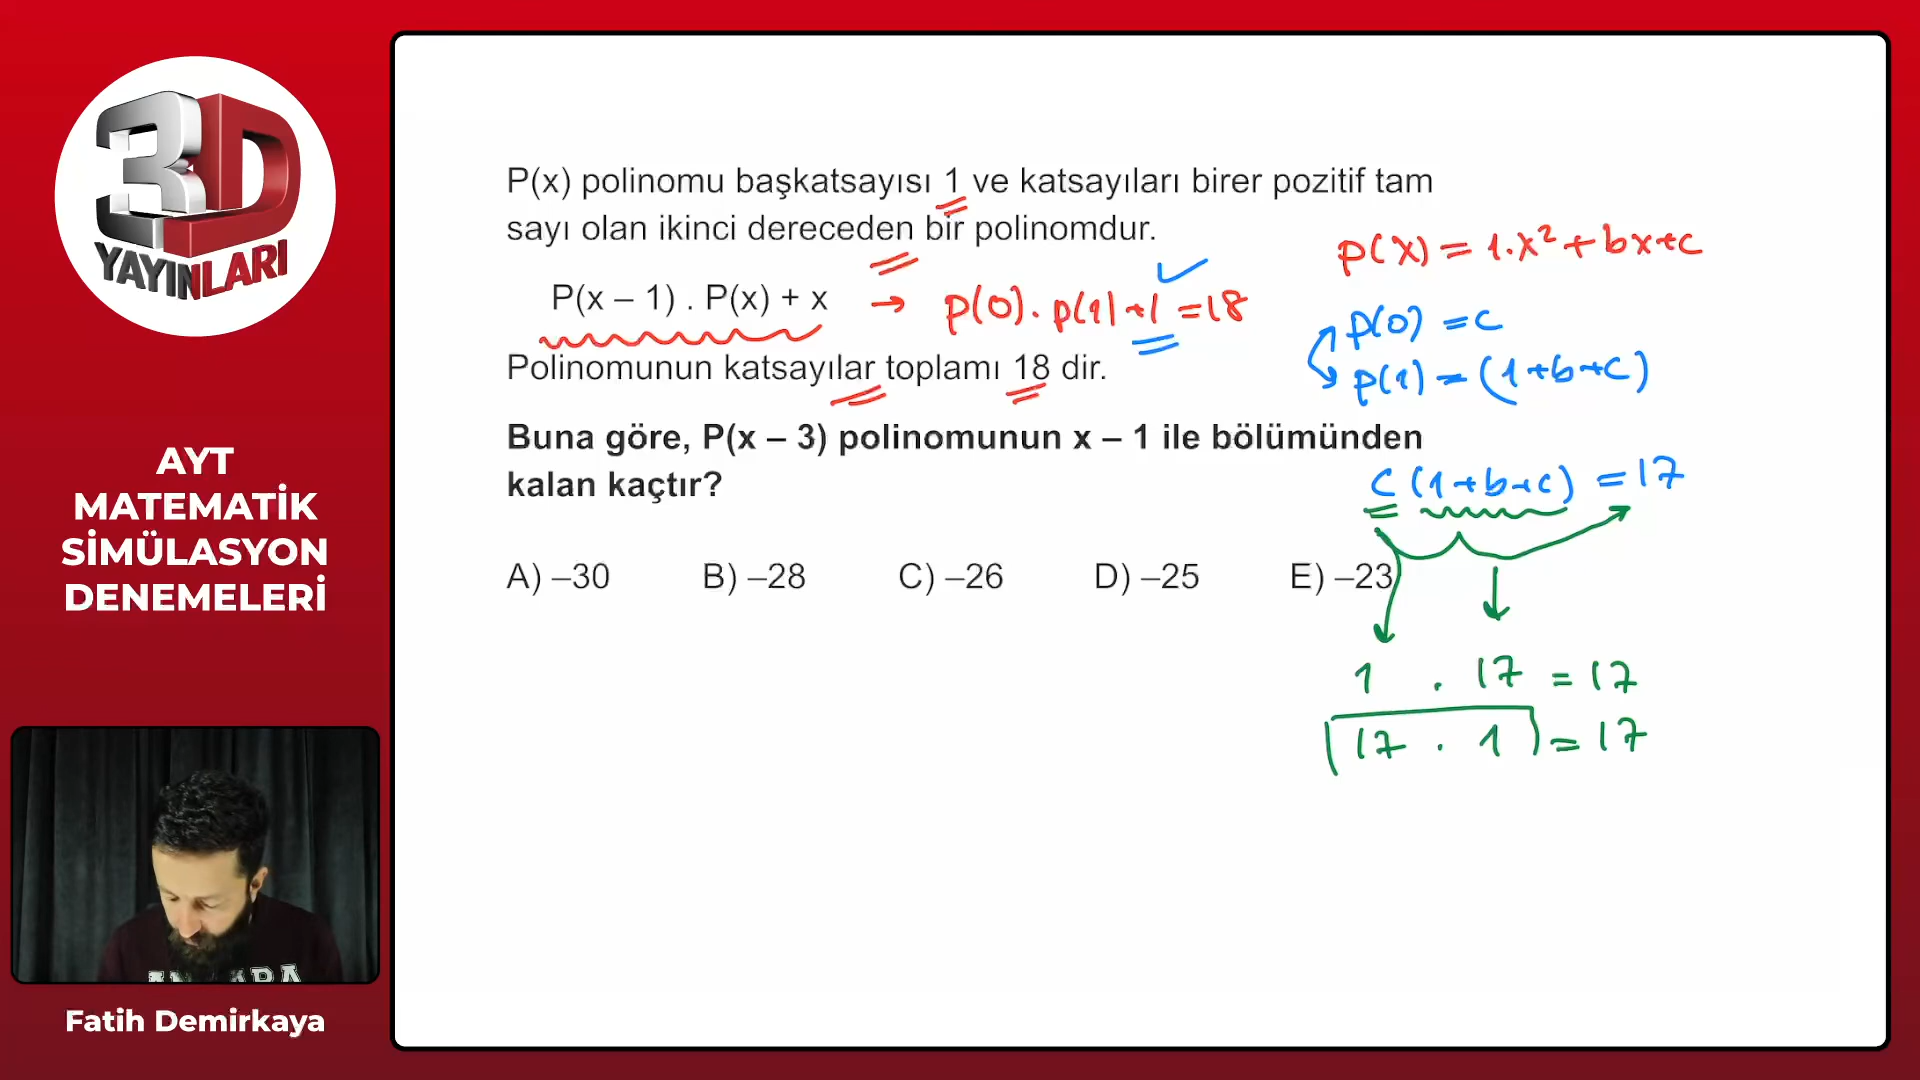 3D
YAYINLARI
AYT
MATEMATİK
SİMÜLASYON
DENEMELERİ
Fatih Demirkaya
P(x) polinomu başkatsayısı 1 ve katsayıları birer pozitif tam
sayı olan ikinci dereceden bir polinomdur.
P(x – 1) . P(x) + x → p(0). p(1)+1 = 18
Polinomunun katsayılar toplamı 18 dir.
Buna göre, P(x – 3) polinomunun x – 1 ile bölümünden
kalan kaçtır?
A) –30 B) –28 C) –26 D) –25 E) –23
p(x) = 1.x² + bx+c
p(0) = c
p(1) = (1+b+c)
c (1+b+c) = 17
1 . 17 = 17
17 . 1 = 17